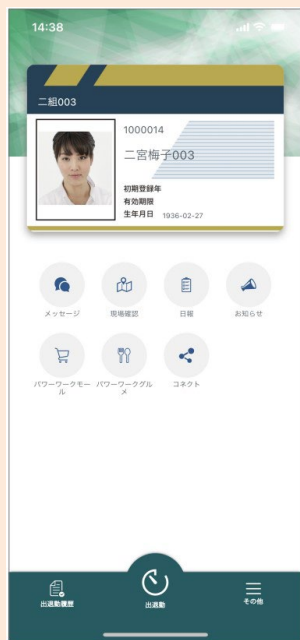 14:38
二組003
1000014
二宮梅子003
初期登録年
有効期限
生年月日 1936-02-27
メッセージ
現場確認
日報
お知らせ
パワーワークモー
ル
パワーワークグル
メ
コネクト
出退勤履歴
出退勤
その他